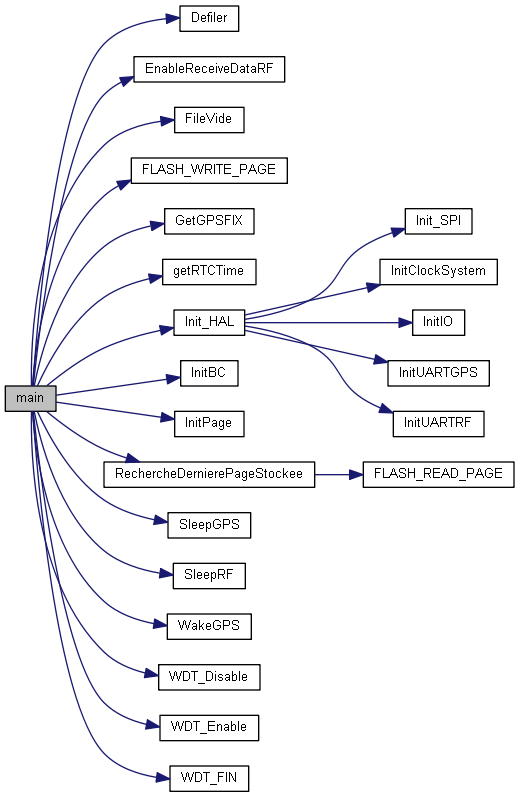 Defiler
EnableReceiveDataRF
FileVide
FLASH_WRITE_PAGE
GetGPSFIX
Init_SPI
getRTCTime
InitClockSystem
Init_HAL
InitIO
InitBC
InitUARTGPS
main
InitPage
InitUARTRF
RechercheDernierePageStockee
FLASH_READ_PAGE
SleepGPS
SleepRF
WakeGPS
WDT_Disable
WDT_Enable
WDT_FIN